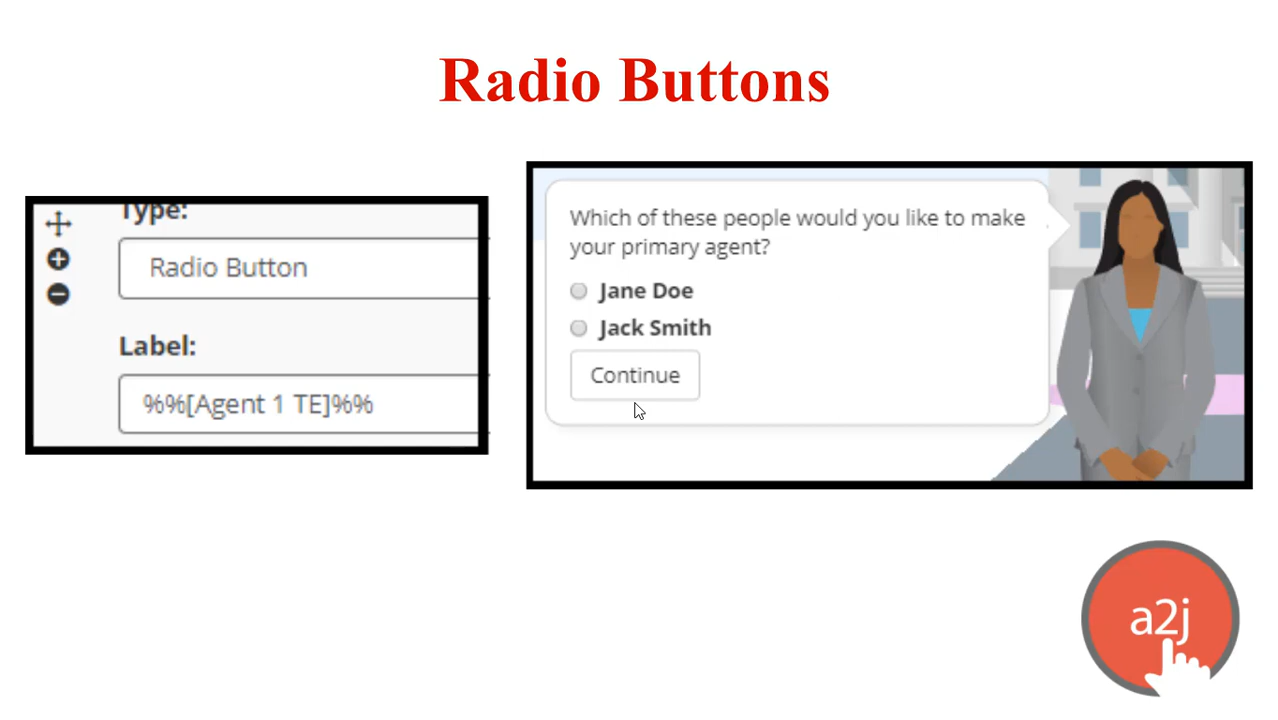 Radio Buttons
Type:
Radio Button
Label:
%%[Agent 1 TE]%%
Which of these people would you like to make
your primary agent?
Jane Doe
Jack Smith
Continue
a2j